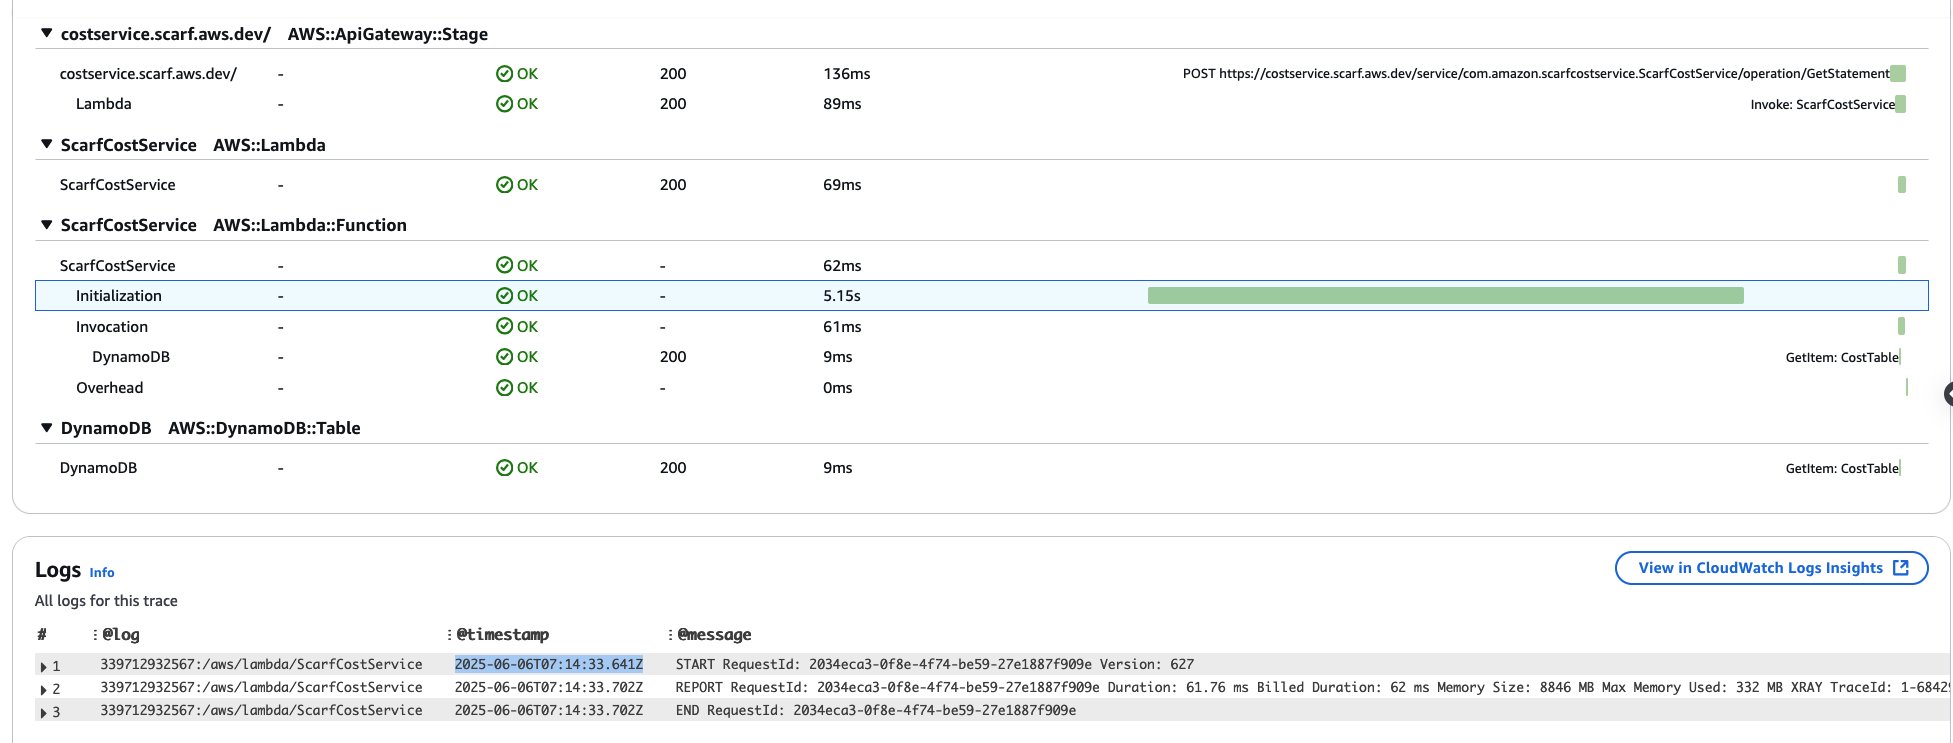 costservice.scarf.aws.dev/ AWS::ApiGateway::Stage
costservice.scarf.aws.dev/ - OK 200 136ms POST https://costservice.scarf.aws.dev/service/com.amazon.scarfcostservice.ScarfCostService/operation/GetStatement
Lambda - OK 200 89ms Invoke: ScarfCostService
ScarfCostService AWS::Lambda
ScarfCostService - OK 200 69ms
ScarfCostService AWS::Lambda::Function
ScarfCostService - OK - 62ms
Initialization - OK - 5.15s
Invocation - OK - 61ms
DynamoDB - OK 200 9ms GetItem: CostTable
Overhead - OK - 0ms
DynamoDB AWS::DynamoDB::Table
DynamoDB - OK 200 9ms GetItem: CostTable
Logs Info View in CloudWatch Logs Insights
All logs for this trace
# @log @timestamp @message
1 339712932567:/aws/lambda/ScarfCostService 2025-06-06T07:14:33.641Z START RequestId: 2034eca3-0f8e-4f74-be59-27e1887f909e Version: 627
2 339712932567:/aws/lambda/ScarfCostService 2025-06-06T07:14:33.702Z REPORT RequestId: 2034eca3-0f8e-4f74-be59-27e1887f909e Duration: 61.76 ms Billed Duration: 62 ms Memory Size: 8846 MB Max Memory Used: 332 MB XRAY TraceId: 1-6842
3 339712932567:/aws/lambda/ScarfCostService 2025-06-06T07:14:33.702Z END RequestId: 2034eca3-0f8e-4f74-be59-27e1887f909e